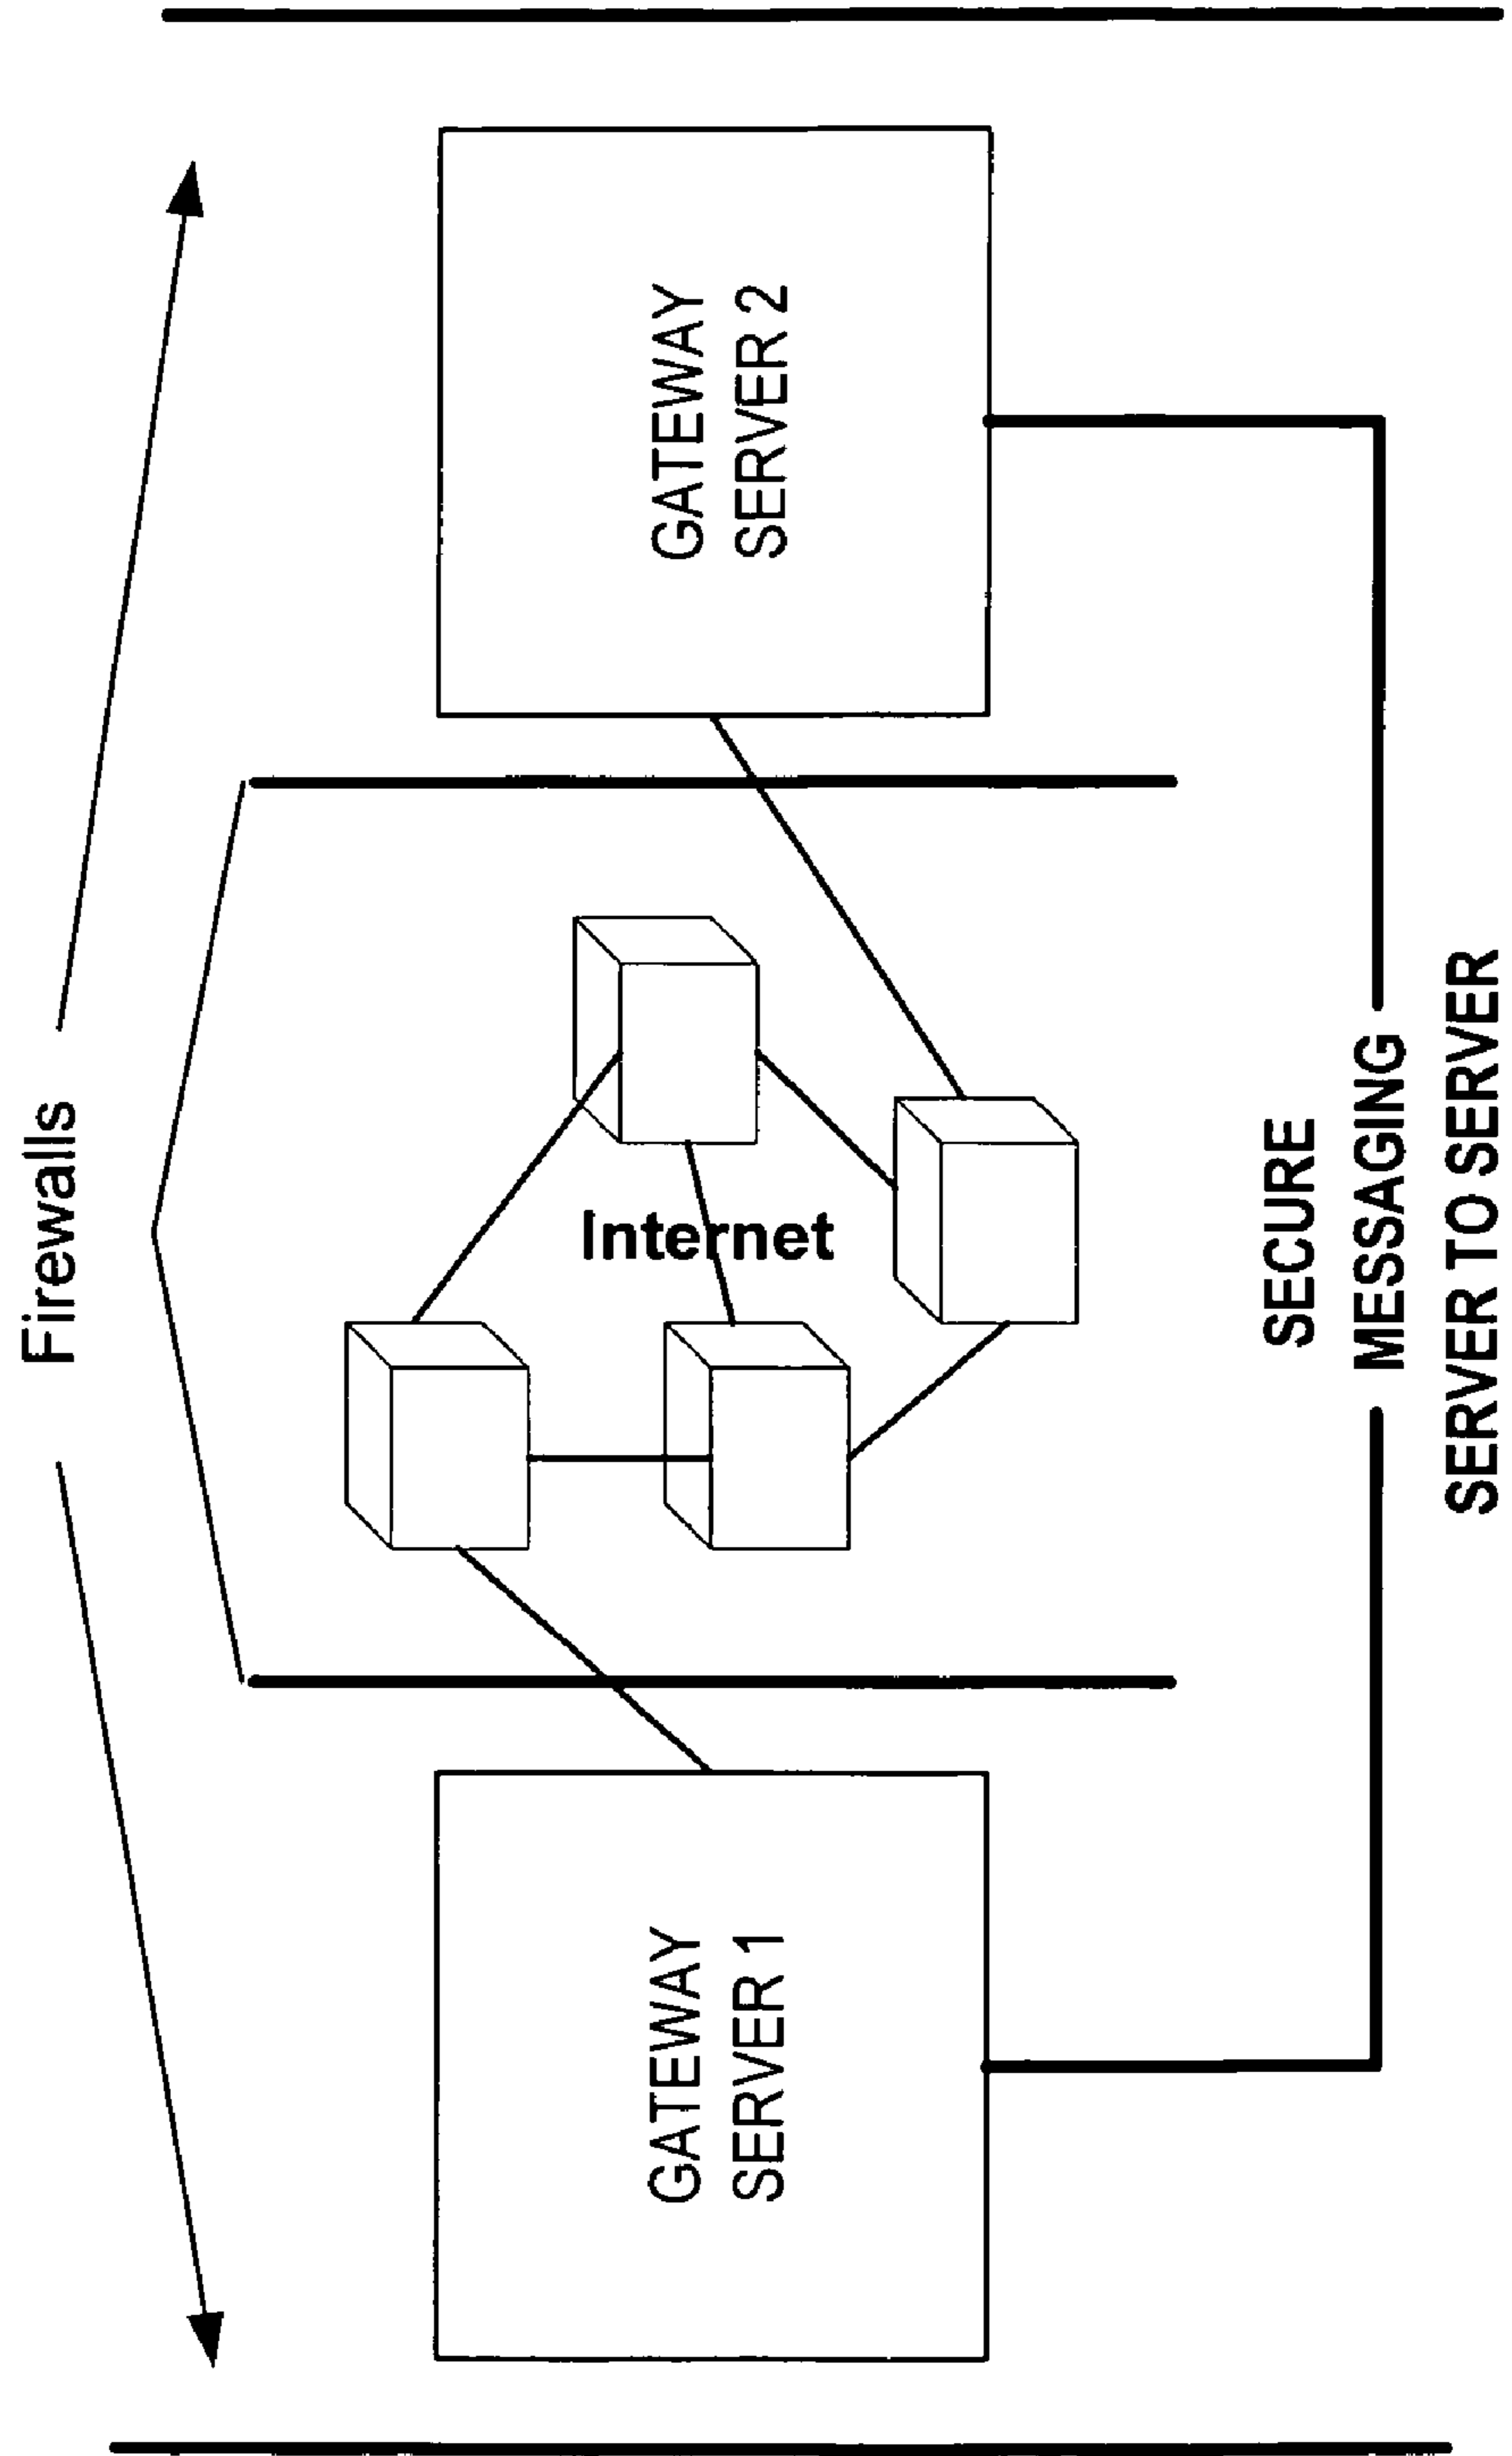 Firewalls
GATEWAY
SERVER 1
Internet
GATEWAY
SERVER 2
SECURE
MESSAGING
SERVER TO SERVER